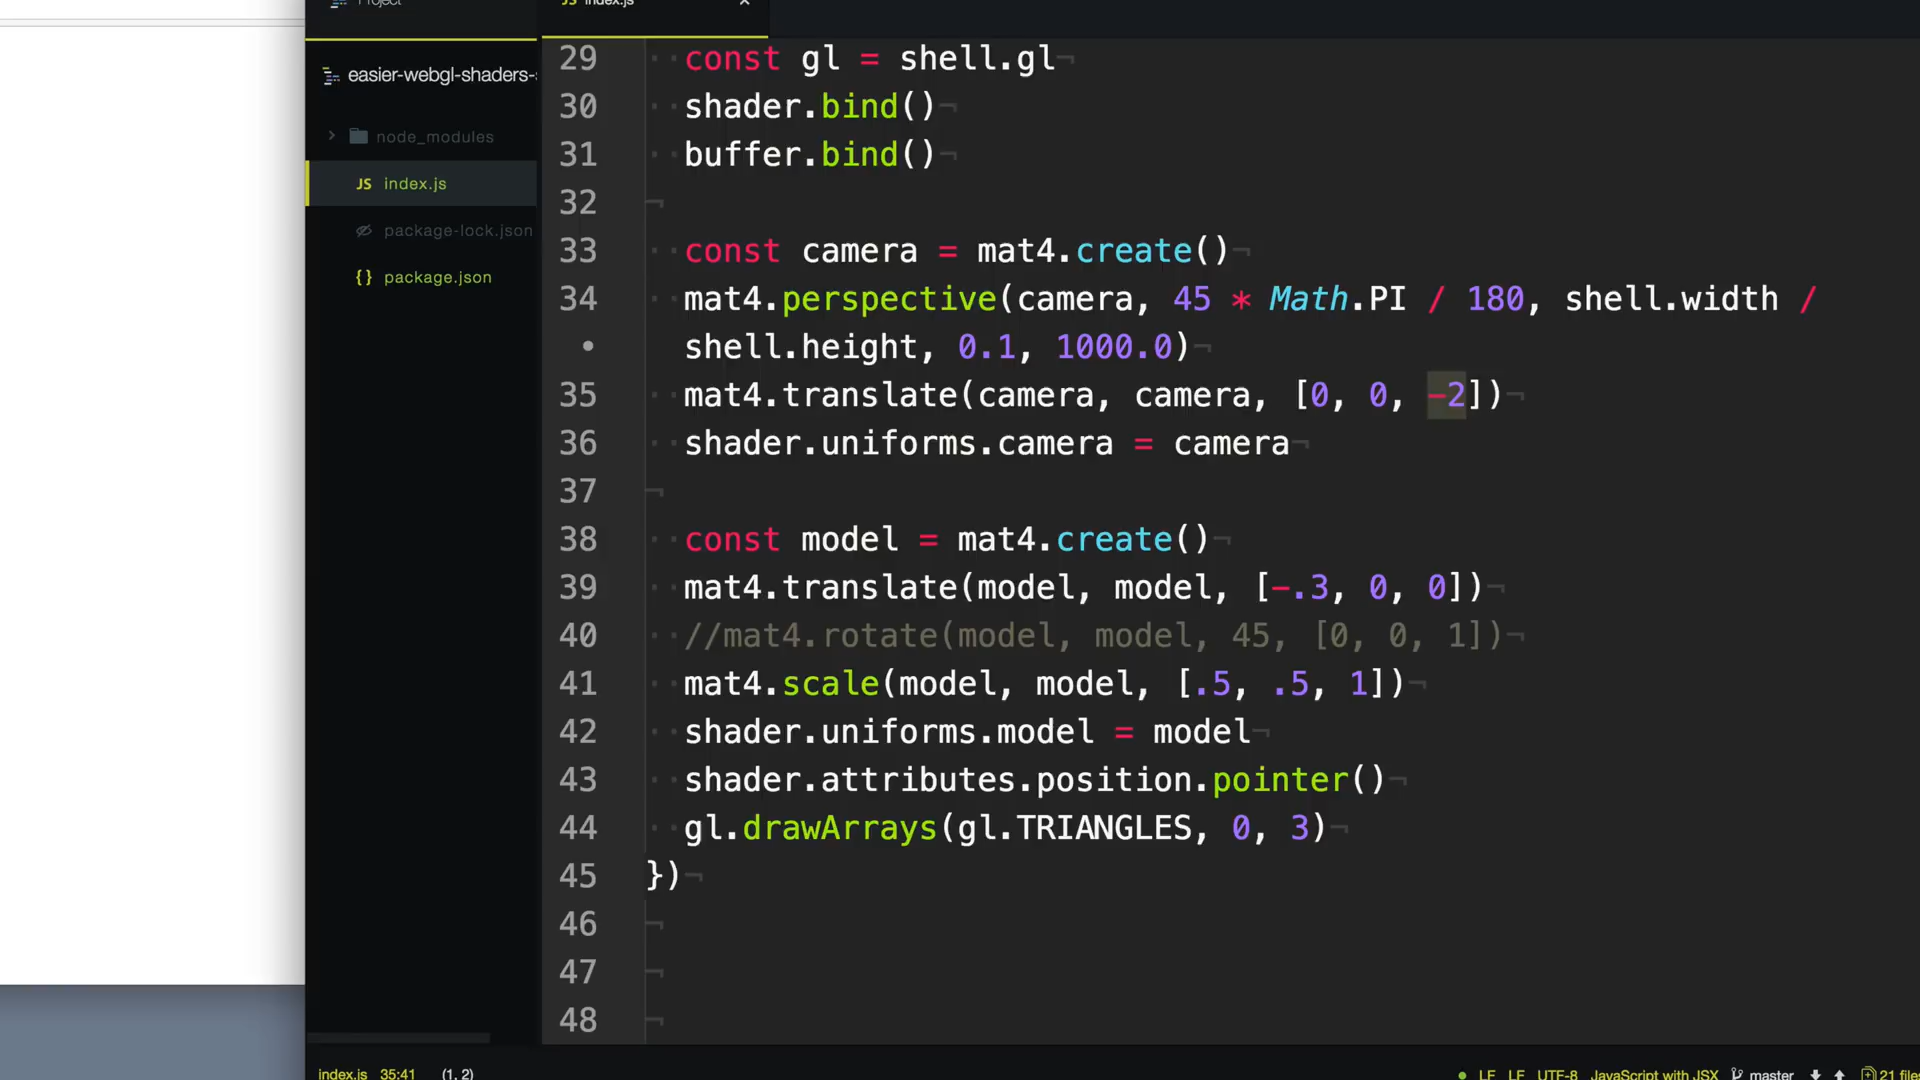 Project
JS index.js ×
easier-webgl-shaders-
node_modules
JS index.js
package-lock.json
{} package.json
29 const gl = shell.gl¬
30 shader.bind()¬
31 buffer.bind()¬
32 ¬
33 const camera = mat4.create()¬
34 mat4.perspective(camera, 45 * Math.PI / 180, shell.width /
• shell.height, 0.1, 1000.0)¬
35 mat4.translate(camera, camera, [0, 0, -2])¬
36 shader.uniforms.camera = camera¬
37 ¬
38 const model = mat4.create()¬
39 mat4.translate(model, model, [-.3, 0, 0])¬
40 //mat4.rotate(model, model, 45, [0, 0, 1])¬
41 mat4.scale(model, model, [.5, .5, 1])¬
42 shader.uniforms.model = model¬
43 shader.attributes.position.pointer()¬
44 gl.drawArrays(gl.TRIANGLES, 0, 3)¬
45 })¬
46 ¬
47 ¬
48 ¬
index.js 35:41 (1, 2) LF LF UTF-8 JavaScript with JSX master 21 files